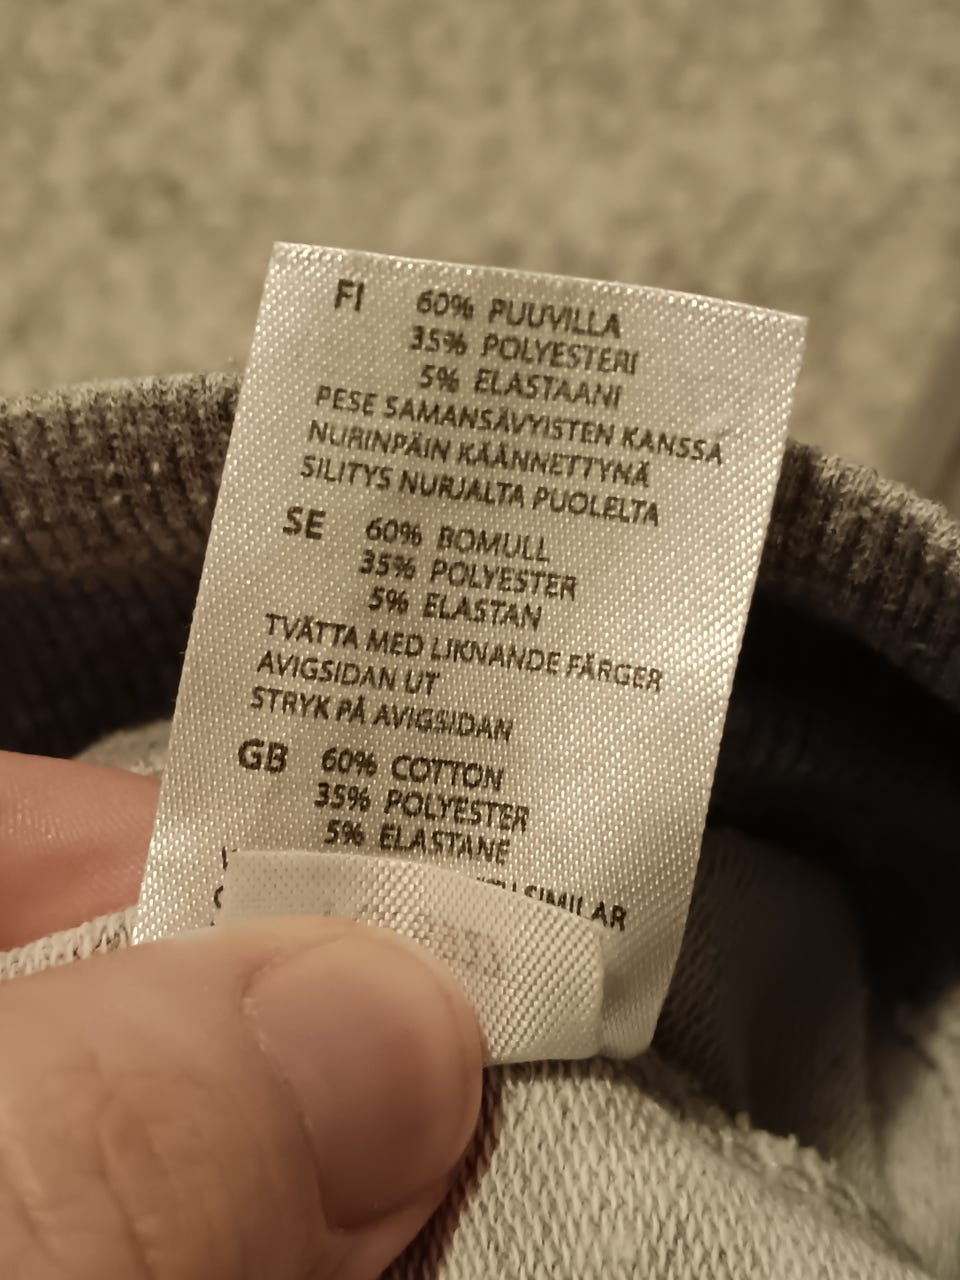 FI 60% PUUVILLA
35% POLYESTERI
5% ELASTAANI
PESE SAMANSÄVYISTEN KANSSA
NURINPÄIN KÄÄNNETTYNÄ
SILITYS NURJALTA PUOLELTA
SE 60% BOMULL
35% POLYESTER
5% ELASTAN
TVÄTTA MED LIKNANDE FÄRGER
AVIGSIDAN UT
STRYK PÅ AVIGSIDAN
GB 60% COTTON
35% POLYESTER
5% ELASTANE
SIMILAR